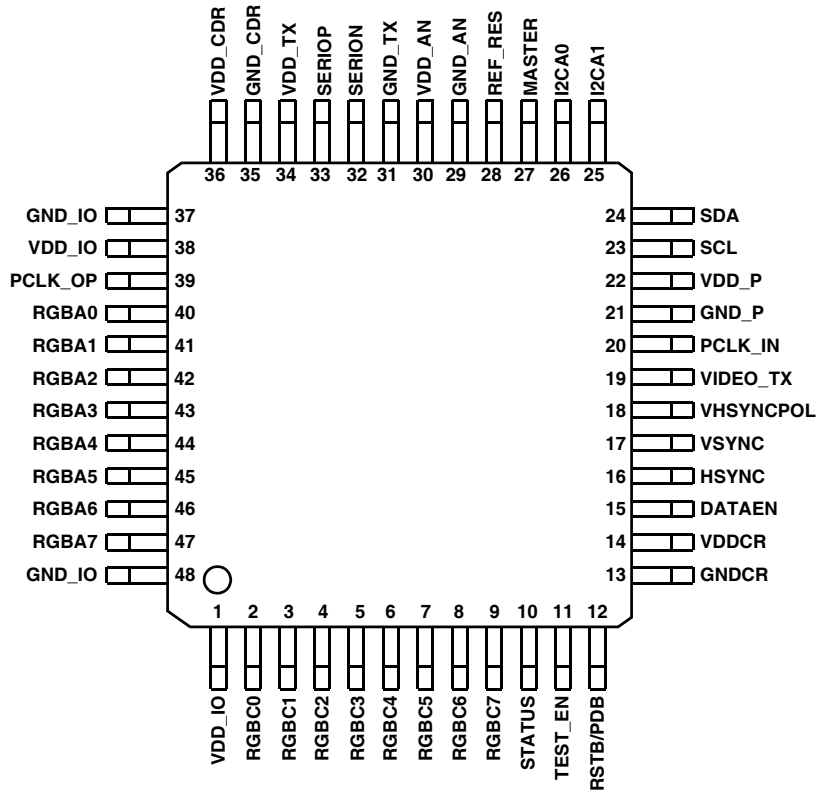 VDD_CDR
GND_CDR
VDD_TX
SERIOP
SERION
GND_TX
VDD_AN
GND_AN
REF_RES
MASTER
I2CA0
I2CA1
36 35 34 33 32 31 30 29 28 27 26 25
GND_IO 37 24 SDA
VDD_IO 38 23 SCL
PCLK_OP 39 22 VDD_P
RGBA0 40 21 GND_P
RGBA1 41 20 PCLK_IN
RGBA2 42 19 VIDEO_TX
RGBA3 43 18 VHSYNCPOL
RGBA4 44 17 VSYNC
RGBA5 45 16 HSYNC
RGBA6 46 15 DATAEN
RGBA7 47 14 VDDCR
GND_IO 48 13 GNDCR
1 2 3 4 5 6 7 8 9 10 11 12
VDD_IO
RGBC0
RGBC1
RGBC2
RGBC3
RGBC4
RGBC5
RGBC6
RGBC7
STATUS
TEST_EN
RSTB/PDB